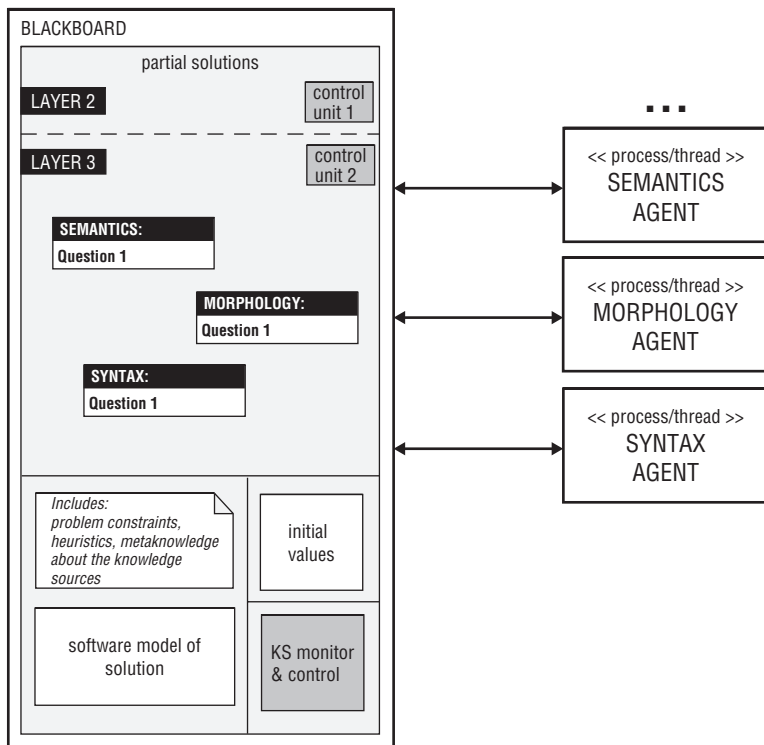 BLACKBOARD
partial solutions
LAYER 2
control
unit 1
LAYER 3
control
unit 2
SEMANTICS:
Question 1
MORPHOLOGY:
Question 1
SYNTAX:
Question 1
Includes:
problem constraints,
heuristics, metaknowledge
about the knowledge
sources
initial
values
software model of
solution
KS monitor
& control
...
<< process/thread >>
SEMANTICS
AGENT
<< process/thread >>
MORPHOLOGY
AGENT
<< process/thread >>
SYNTAX
AGENT